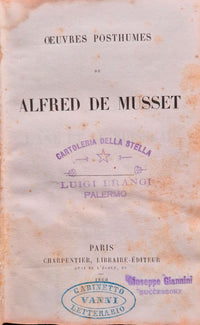 ŒUVRES POSTHUMES
DE
ALFRED DE MUSSET
CARTOLERIA DELLA STELLA
LUIGI
PALERMO
PARIS
CHARPENTIER, LIBRAIRE-ÉDITEUR
Giuseppe Giannini
SUCCESSORE
GABINETTO
VANNI
LETTERARIO